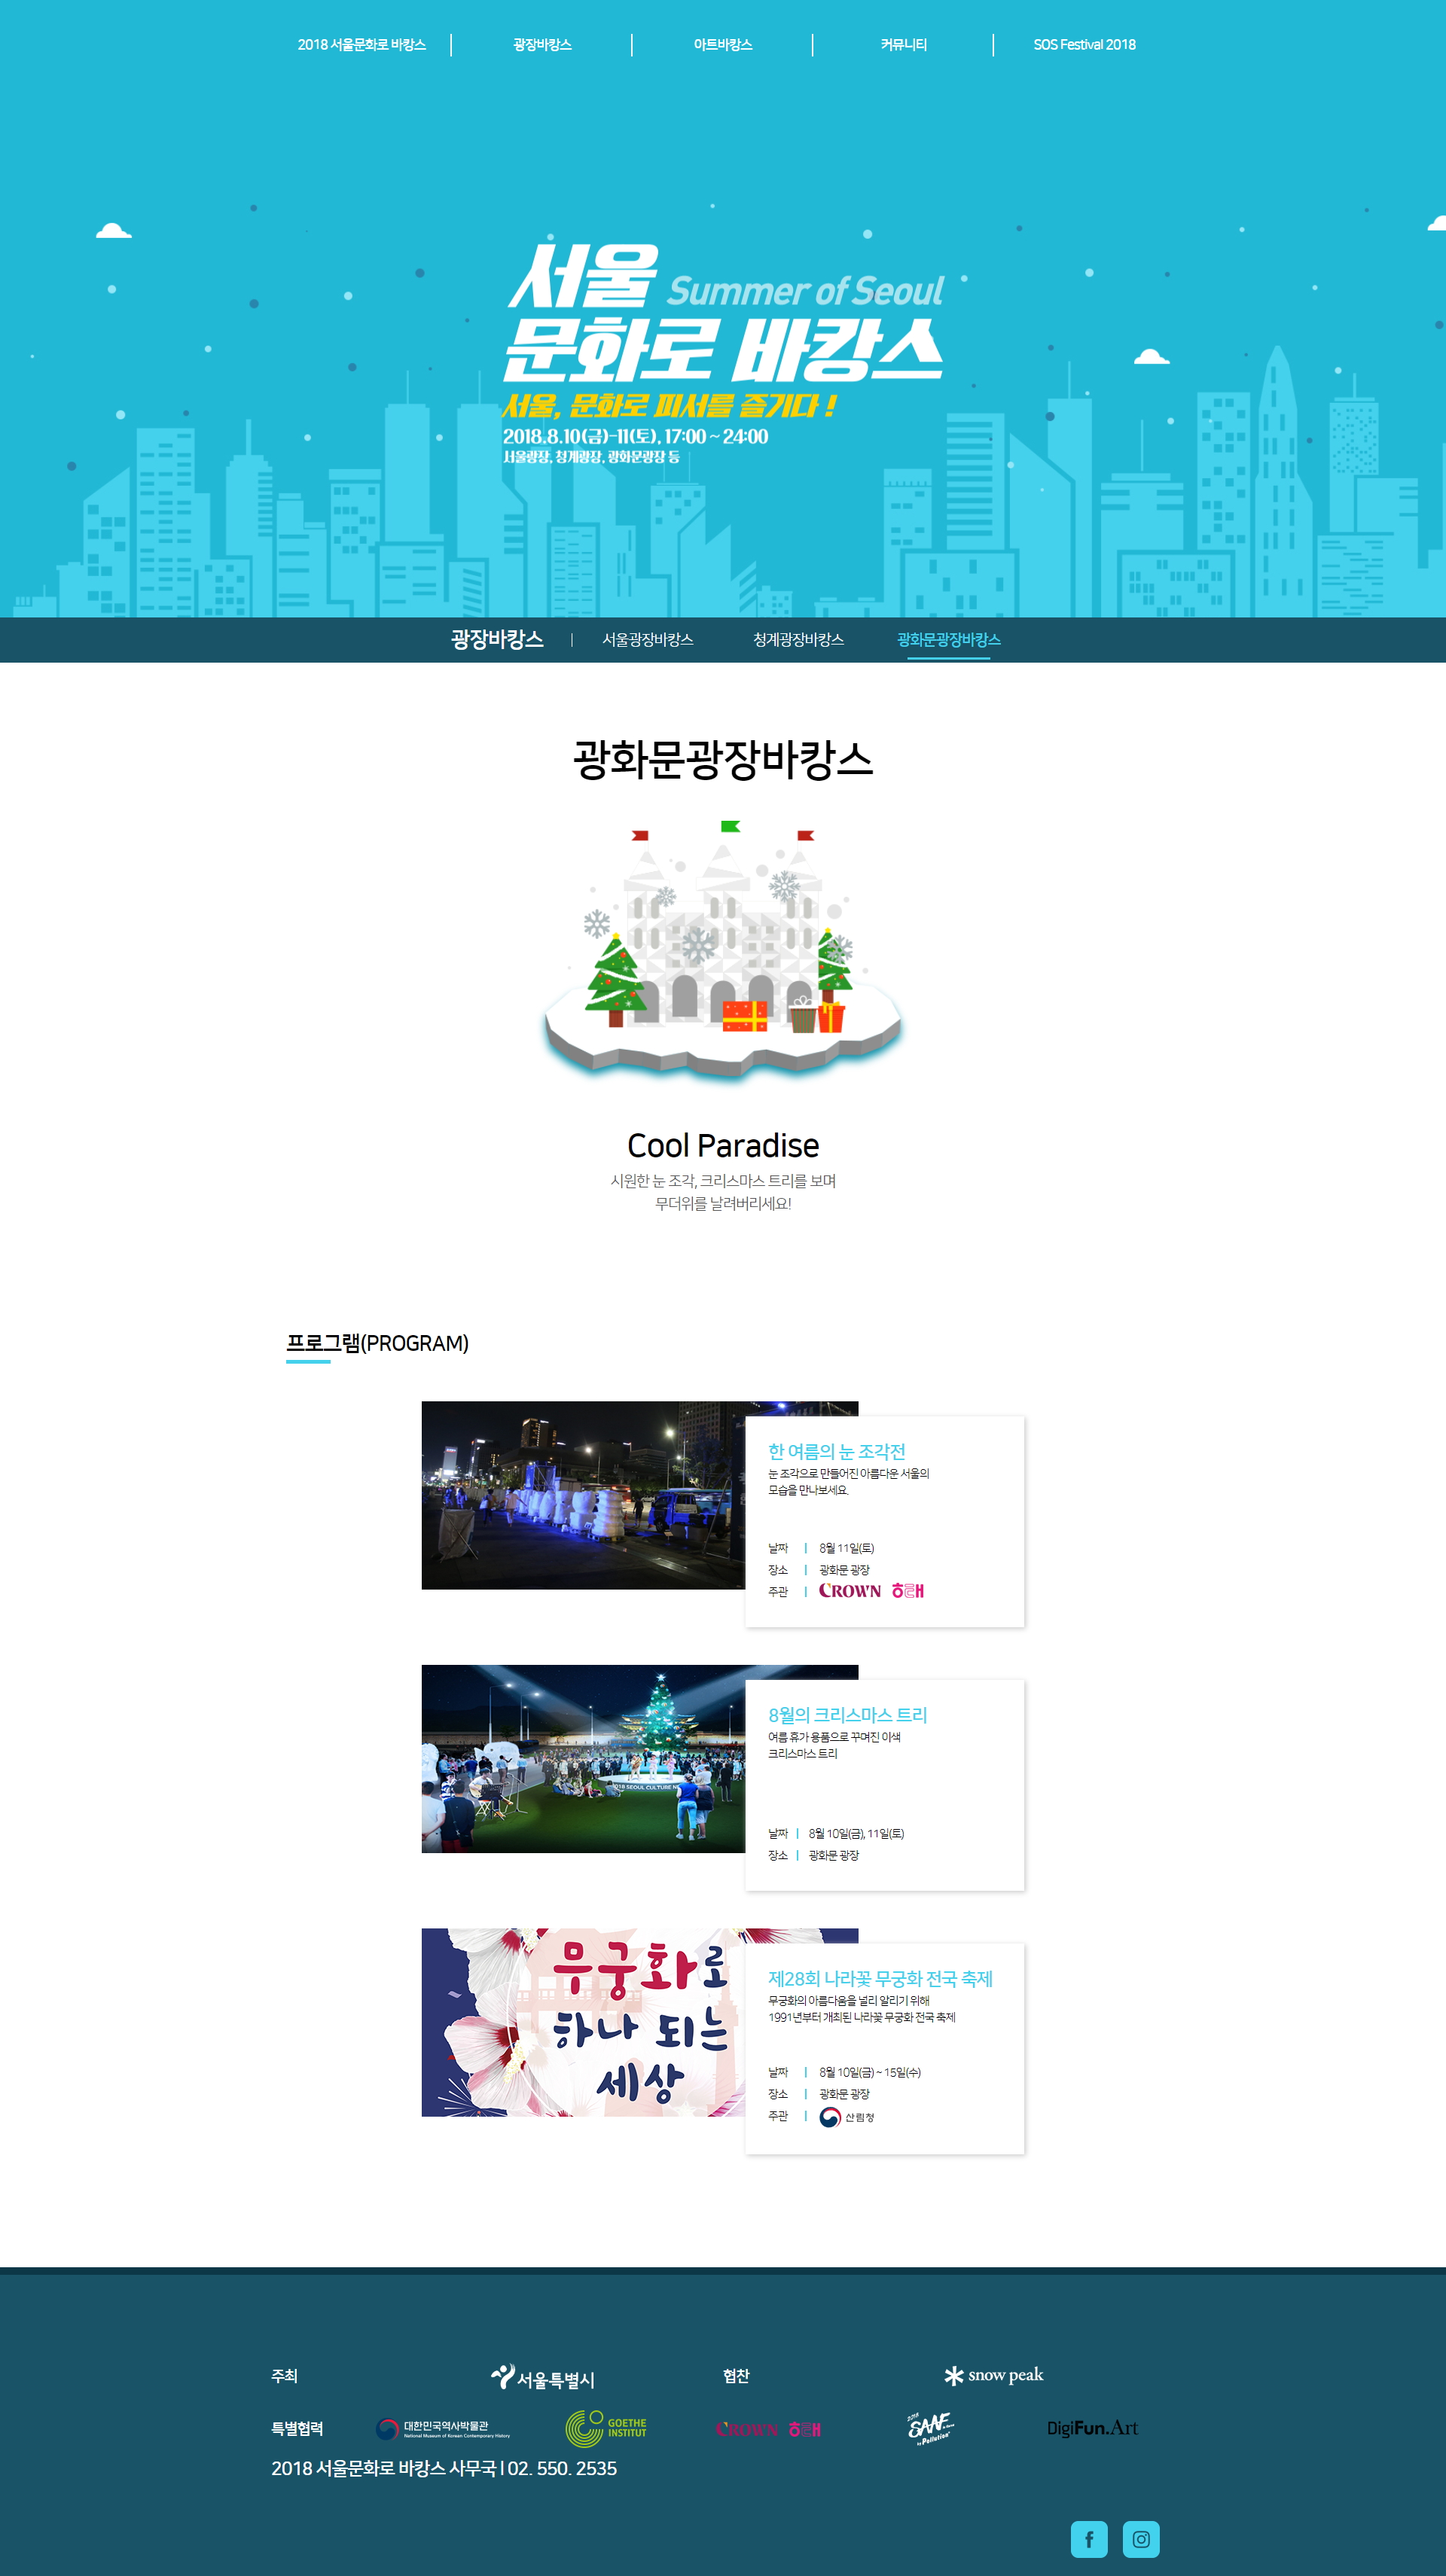 2018 서울문화로 바캉스
광장바캉스
아트바캉스
커뮤니티
SOS Festival 2018
서울 Summer of Seoul
문화로 바캉스
서울, 문화로 피서를 즐기다 !
2018.8.10(금)-11(토), 17:00 ~ 24:00
서울광장, 청계광장, 광화문광장 등
광장바캉스 | 서울광장바캉스 청계광장바캉스 광화문광장바캉스
광화문광장바캉스
Cool Paradise
시원한 눈 조각, 크리스마스 트리를 보며
무더위를 날려버리세요!
프로그램(PROGRAM)
한 여름의 눈 조각전
눈 조각으로 만들어진 아름다운 서울의
모습을 만나보세요.
날짜 | 8월 11일(토)
장소 | 광화문 광장
주관 | CROWN 해태
8월의 크리스마스 트리
여름 휴가 용품으로 꾸며진 이색
크리스마스 트리
날짜 | 8월 10일(금), 11일(토)
장소 | 광화문 광장
2018 SEOUL CULTURE
무궁화로
하나 되는
세상
제28회 나라꽃 무궁화 전국 축제
무궁화의 아름다움을 널리 알리기 위해
1991년부터 개최된 나라꽃 무궁화 전국 축제
날짜 | 8월 10일(금) ~ 15일(수)
장소 | 광화문 광장
주관 | 산림청
주최 서울특별시 협찬 snow peak
특별협력 대한민국역사박물관
National Museum of Korean Contemporary History
GOETHE
INSTITUT
CROWN 해태
2018
SAAF
Pollution
DigiFun.Art
2018 서울문화로 바캉스 사무국 l 02. 550. 2535